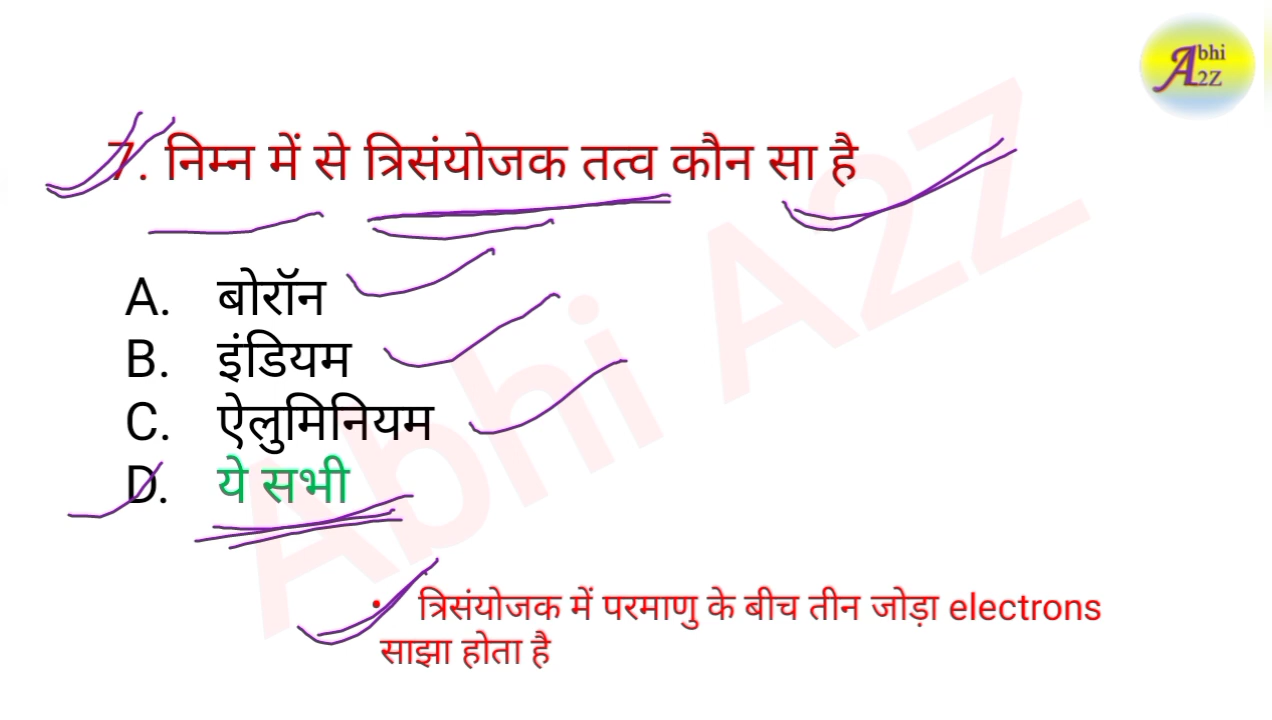 Abhi
A2Z
7. निम्न में से त्रिसंयोजक तत्व कौन सा है
A. बोरॉन
B. इंडियम
C. ऐलुमिनियम
D. ये सभी
Abhi A2Z
• त्रिसंयोजक में परमाणु के बीच तीन जोड़ा electrons
साझा होता है